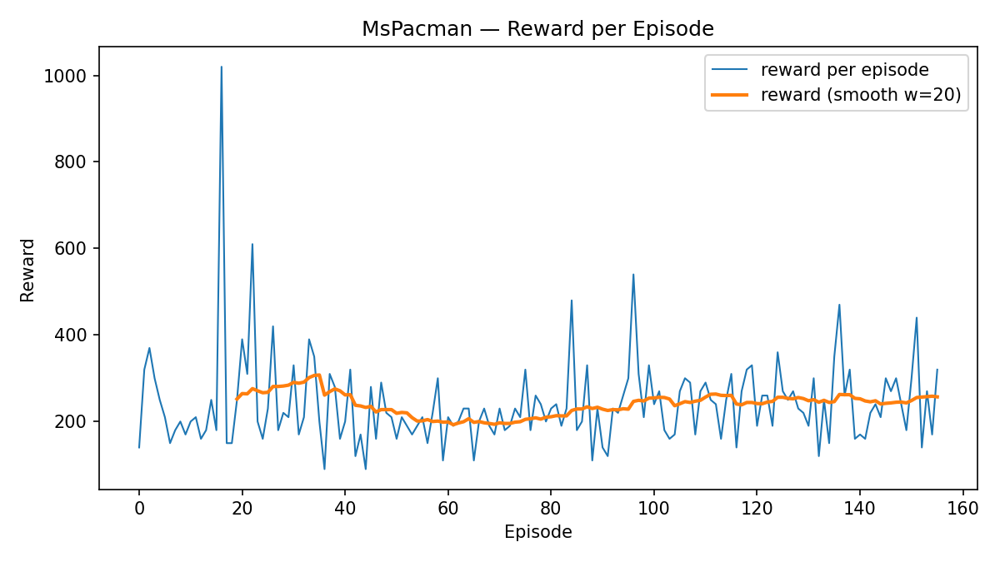 MsPacman — Reward per Episode
reward per episode
reward (smooth w=20)
Reward
1000
800
600
400
200
0 20 40 60 80 100 120 140 160
Episode